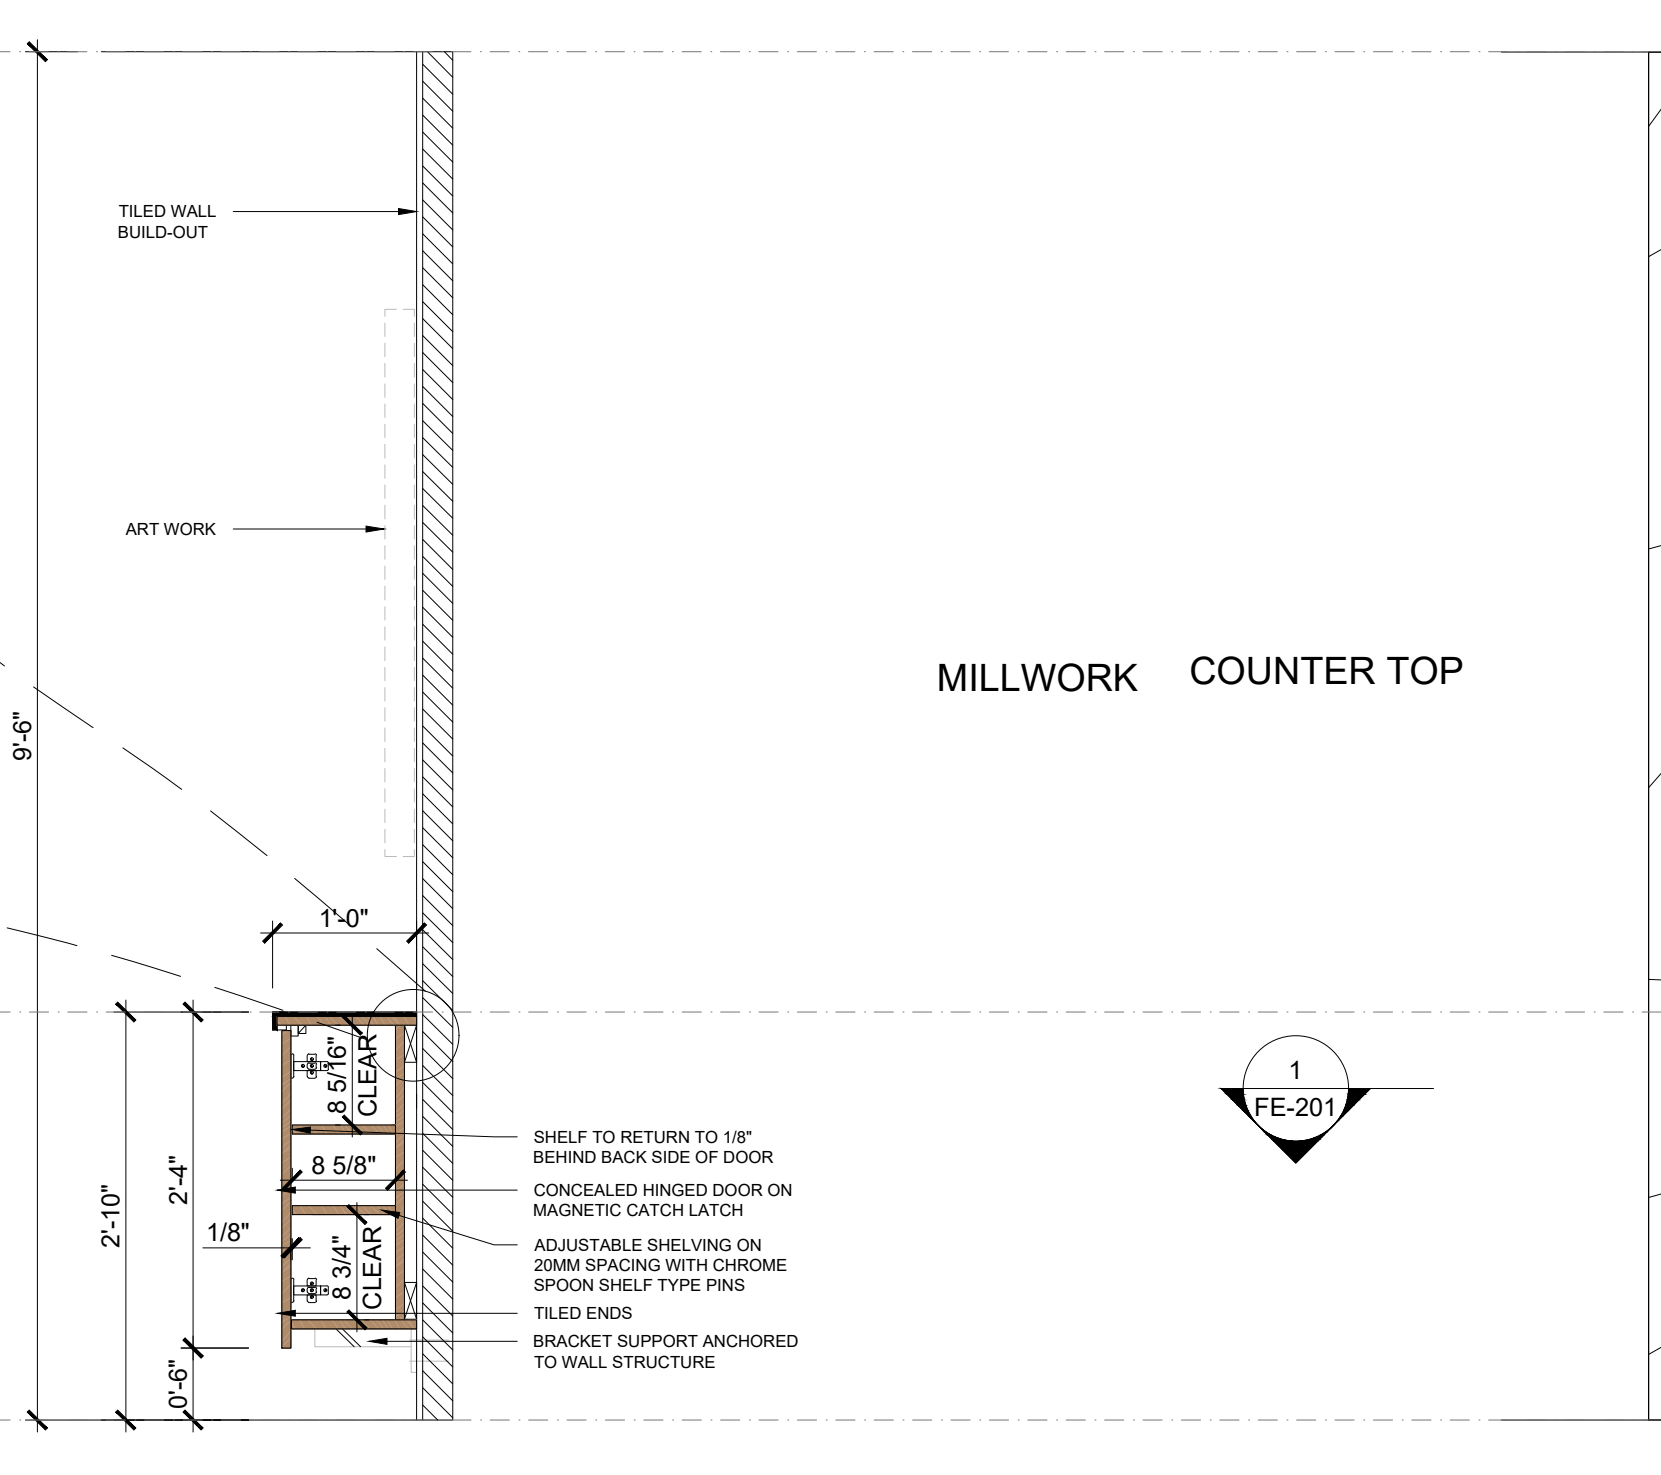 TILED WALL
BUILD-OUT
ART WORK
9'-6"
MILLWORK
COUNTER TOP
1'-0"
8 5/16"
CLEAR
1
FE-201
SHELF TO RETURN TO 1/8"
BEHIND BACK SIDE OF DOOR
8 5/8"
CONCEALED HINGED DOOR ON
MAGNETIC CATCH LATCH
2'-10"
2'-4"
1/8"
8 3/4"
CLEAR
ADJUSTABLE SHELVING ON
20MM SPACING WITH CHROME
SPOON SHELF TYPE PINS
TILED ENDS
BRACKET SUPPORT ANCHORED
TO WALL STRUCTURE
0'-6"